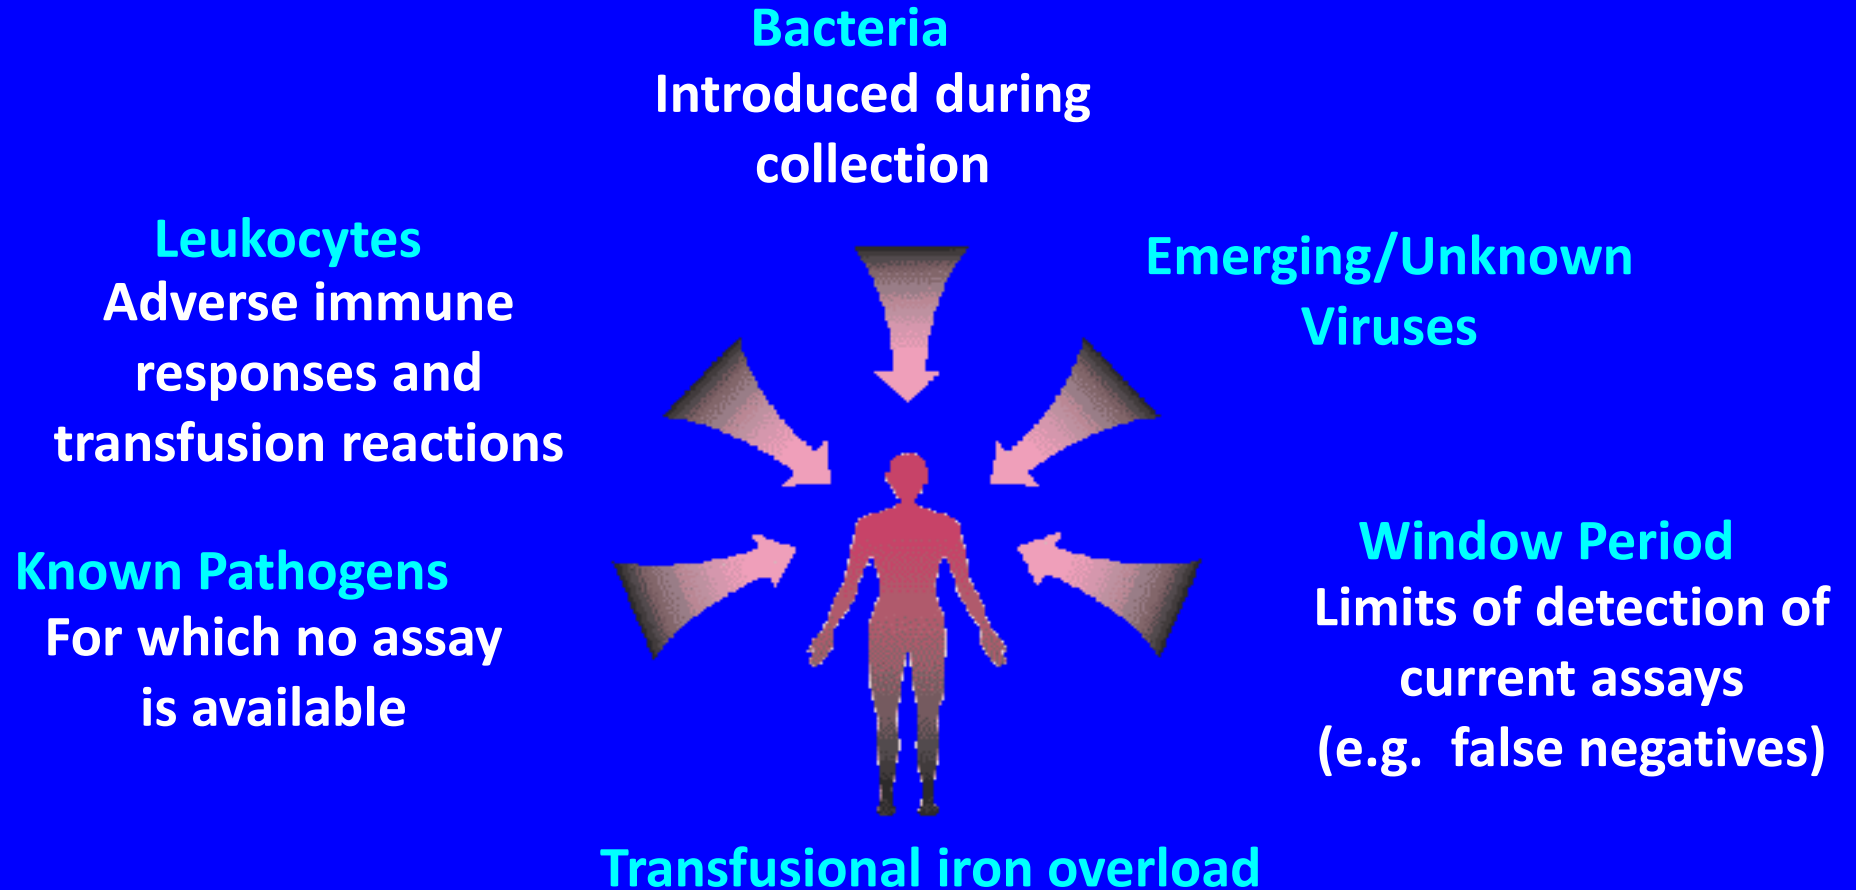 Bacteria
Introduced during
collection
Leukocytes
Adverse immune
responses and
transfusion reactions
Emerging/Unknown
Viruses
Known Pathogens
For which no assay
is available
Window Period
Limits of detection of
current assays
(e.g.  false negatives)
Transfusional iron overload